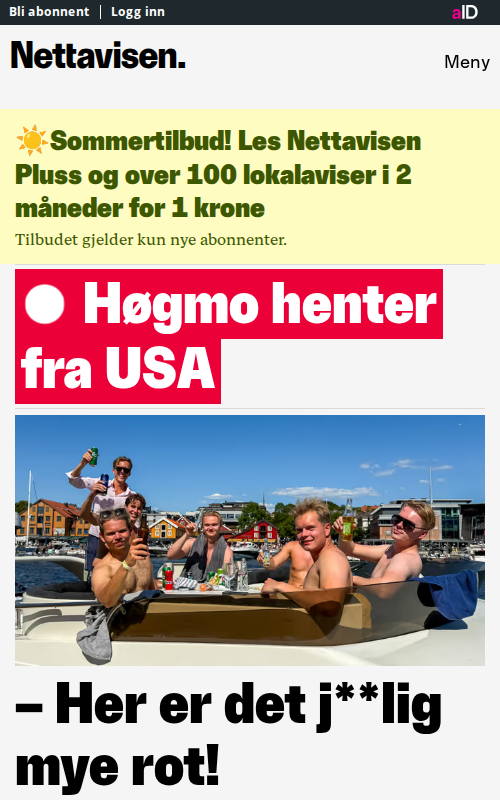 Bli abonnent | Logg inn
aID
Nettavisen.
Meny
☀️Sommertilbud! Les Nettavisen
Pluss og over 100 lokalaviser i 2
måneder for 1 krone
Tilbudet gjelder kun nye abonnenter.
Høgmo henter
fra USA
– Her er det j**lig
mye rot!